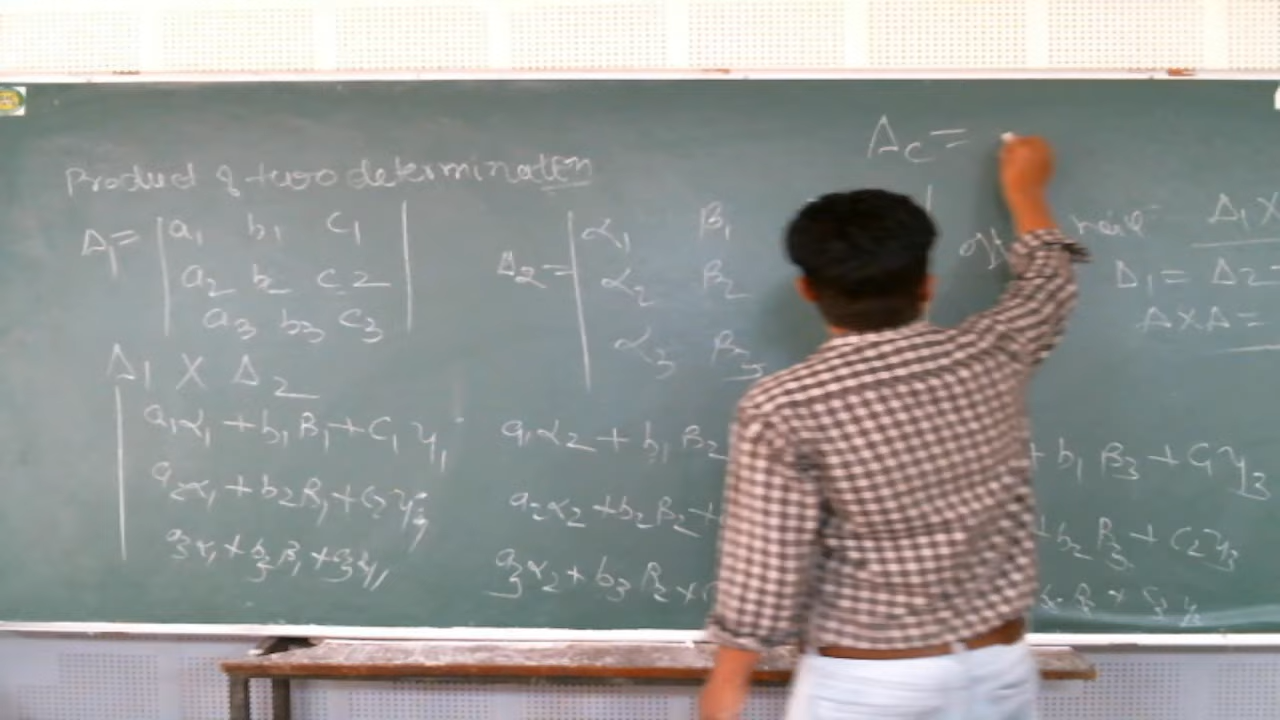 Δc =
Product of two determinaten
Δ1 = | a1 b1 c1 |
a2 b2 c2
a3 b3 c3
Δ2 = | α1 β1
α2 β2
α3 β3
Δ1 X
Δ1 = Δ2 =
Δ X Δ =
Δ1 X Δ2
| a1α1 + b1β1 + c1γ1 a1α2 + b1β2 + b1β3 + c1γ3
a2α1 + b2β1 + c2γ1 a2α2 + b2β2 + + b2β3 + c2γ3
a3α1 + b3β1 + c3γ1 a3α2 + b3β2 +